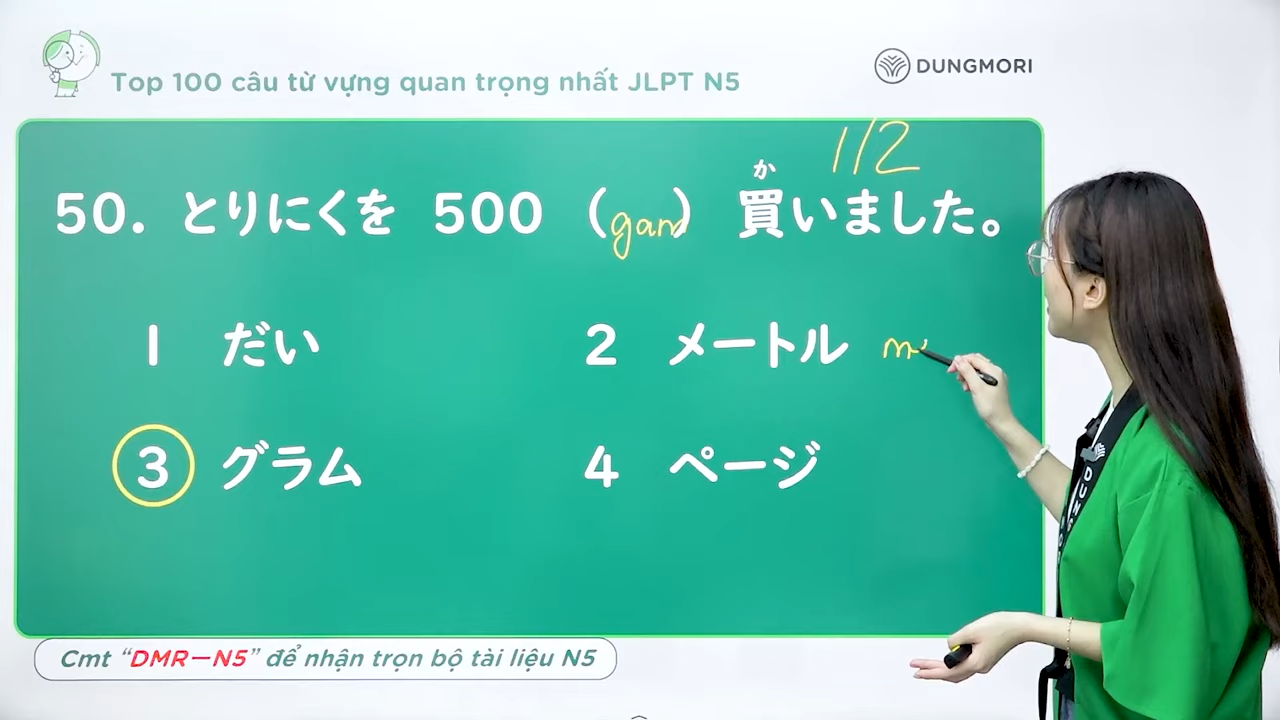 Top 100 câu từ vựng quan trọng nhất JLPT N5
DUNGMORI
1/2
か
50. とりにくを 500 (gam) 買いました。
1 だい
2 メートル m
3 グラム
4 ページ
DUNG
Cmt “DMR—N5” để nhận trọn bộ tài liệu N5